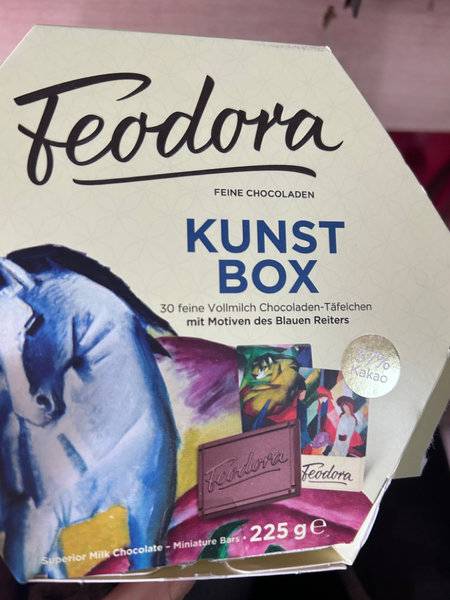 Feodora
FEINE CHOCOLADEN
KUNST
BOX
30 feine Vollmilch Chocoladen-Täfelchen
mit Motiven des Blauen Reiters
37%
Kakao
Feodora
Feodora
Superior Milk Chocolate – Miniature Bars • 225 g e